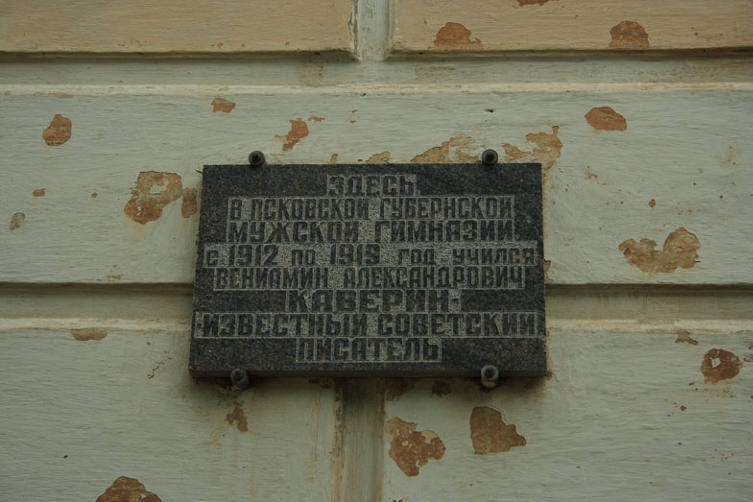 ЗДЕСЬ
В ПСКОВСКОЙ ГУБЕРНСКОЙ
МУЖСКОЙ ГИМНАЗИИ
С 1912 ПО 1919 ГОД УЧИЛСЯ
ВЕНИАМИН АЛЕКСАНДРОВИЧ
КАВЕРИН
ИЗВЕСТНЫЙ СОВЕТСКИЙ
ПИСАТЕЛЬ